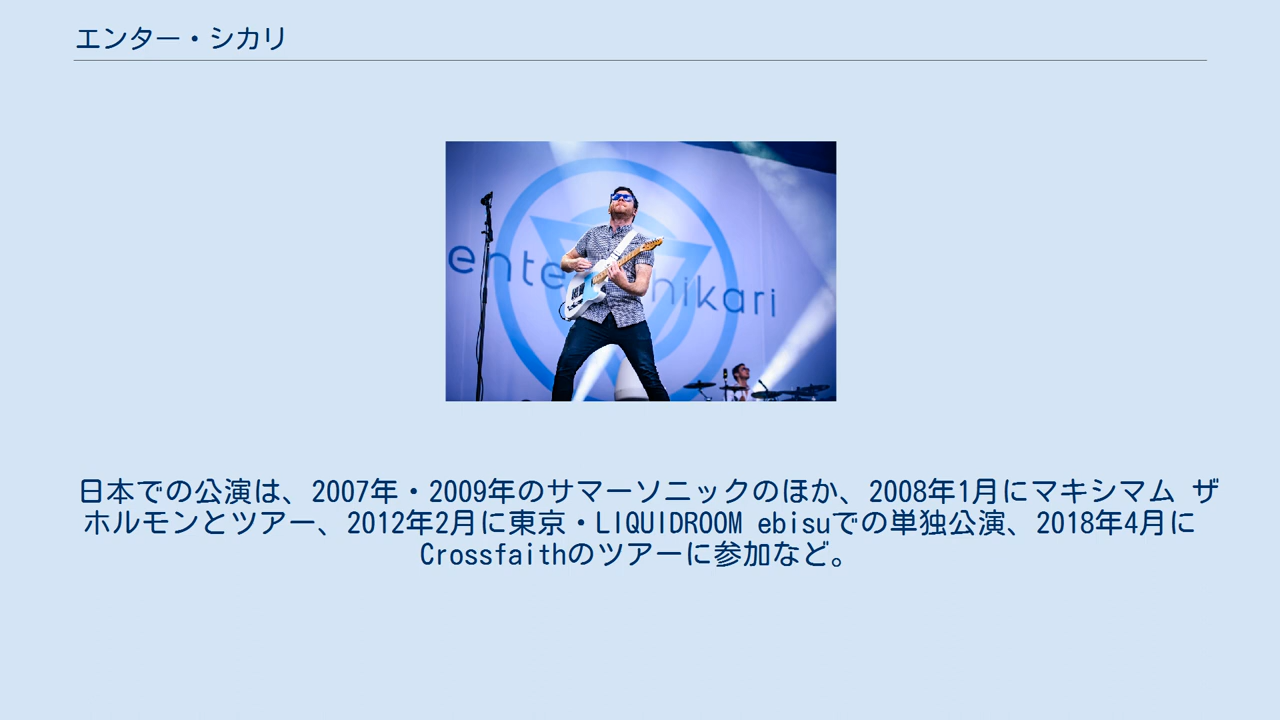 エンター・シカリ
ente hikari
日本での公演は、2007年・2009年のサマーソニックのほか、2008年1月にマキシマム ザ
ホルモンとツアー、2012年2月に東京・LIQUIDROOM ebisuでの単独公演、2018年4月に
Crossfaithのツアーに参加など。